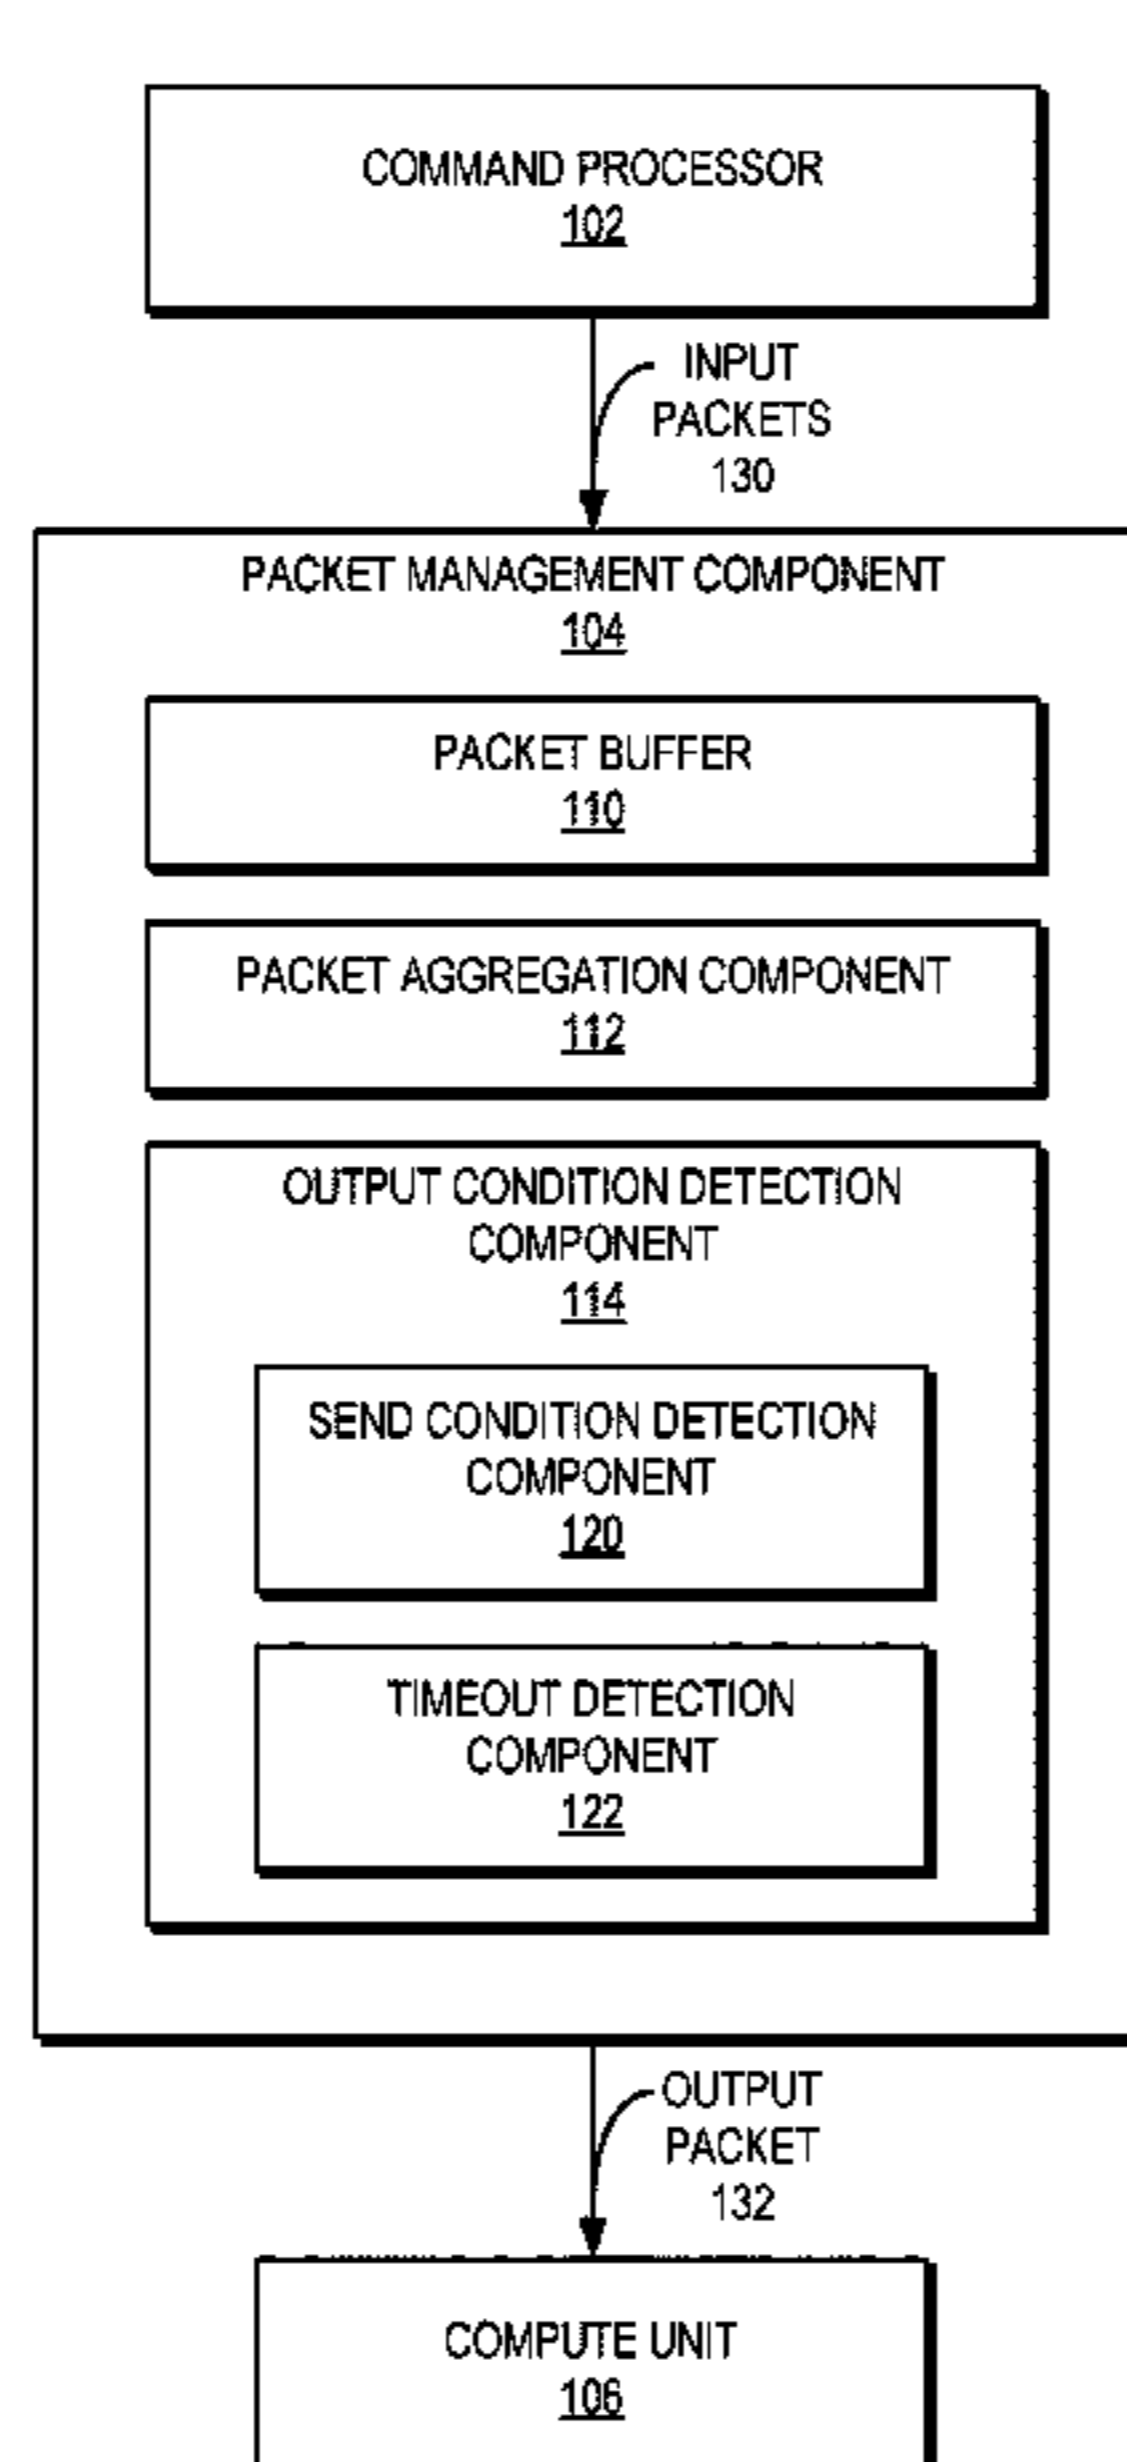 COMMAND PROCESSOR
102
INPUT
PACKETS
130
PACKET MANAGEMENT COMPONENT
104
PACKET BUFFER
110
PACKET AGGREGATION COMPONENT
112
OUTPUT CONDITION DETECTION
COMPONENT
114
SEND CONDITION DETECTION
COMPONENT
120
TIMEOUT DETECTION
COMPONENT
122
OUTPUT
PACKET
132
COMPUTE UNIT
106